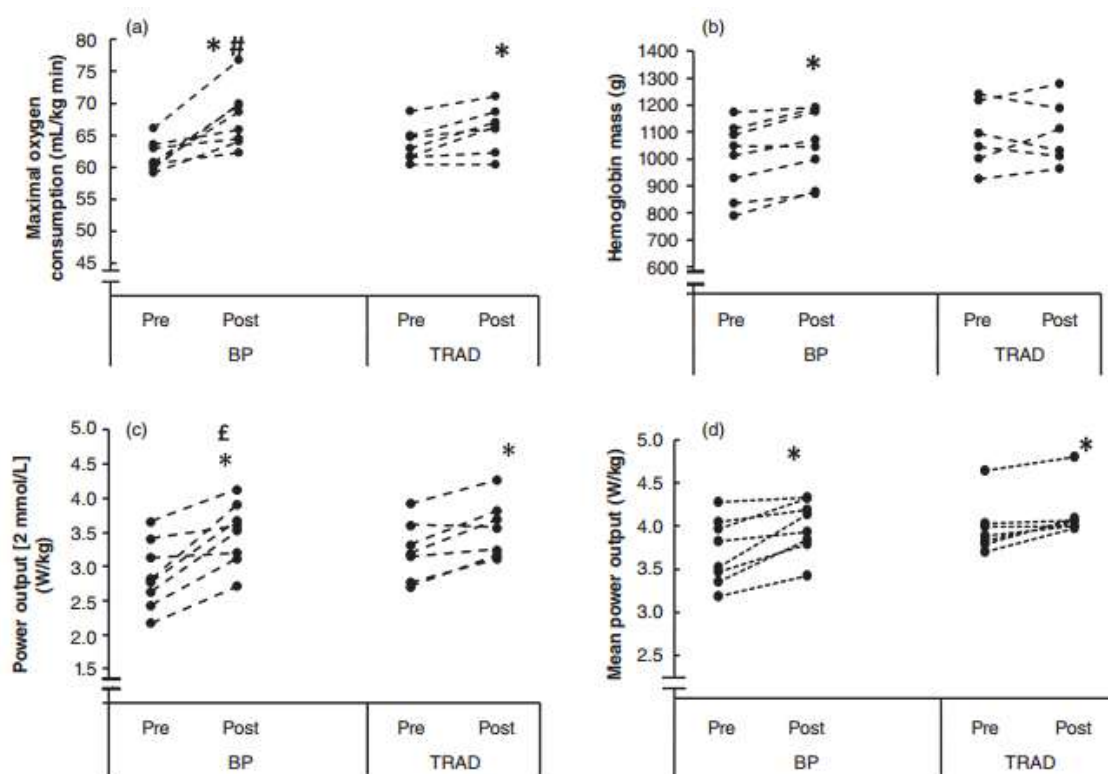 (a)
* #
*
Maximal oxygen
consumption (mL/kg min)
80
75
70
65
60
55
50
45
Pre
Post
Pre
Post
BP
TRAD
(b)
*
Hemoglobin mass (g)
1400
1300
1200
1100
1000
900
800
700
600
Pre
Post
Pre
Post
BP
TRAD
(c)
£
*
*
Power output [2 mmol/L]
(W/kg)
5.0
4.5
4.0
3.5
3.0
2.5
2.0
1.5
Pre
Post
Pre
Post
BP
TRAD
(d)
*
*
Mean power output (W/kg)
5.0
4.5
4.0
3.5
3.0
2.5
Pre
Post
Pre
Post
BP
TRAD